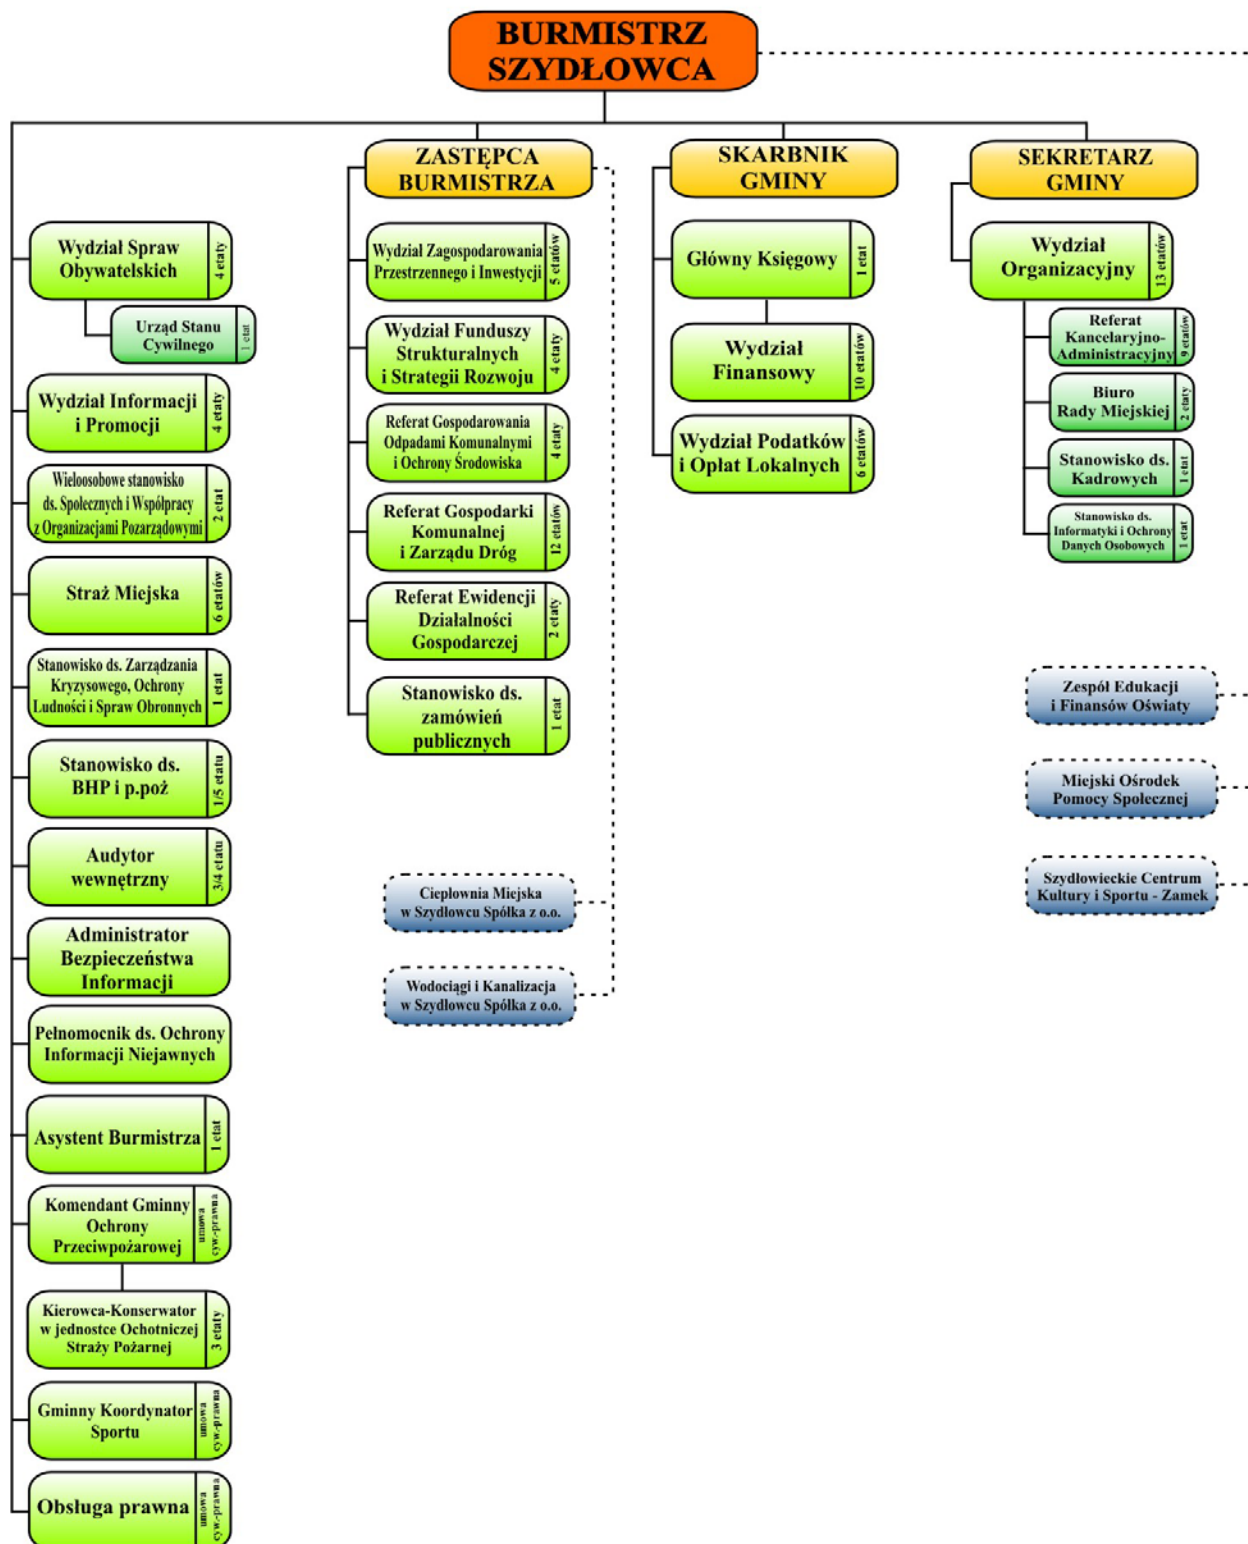 BURMISTRZ
SZYDŁOWCA
ZASTĘPCA
BURMISTRZA
SKARBNIK
GMINY
SEKRETARZ
GMINY
Wydział Spraw
Obywatelskich
4 etaty
Urząd Stanu
Cywilnego
1 etat
Wydział Informacji
i Promocji
4 etaty
Wieloosobowe stanowisko
ds. Społecznych i Współpracy
z Organizacjami Pozarządowymi
2 etat
Straż Miejska
6 etatów
Stanowisko ds. Zarządzania
Kryzysowego, Ochrony
Ludności i Spraw Obronnych
1 etat
Stanowisko ds.
BHP i p.poż
1/5 etatu
Audytor
wewnętrzny
3/4 etatu
Administrator
Bezpieczeństwa
Informacji
Pełnomocnik ds. Ochrony
Informacji Niejawnych
Asystent Burmistrza
1 etat
Komendant Gminny
Ochrony
Przeciwpożarowej
umowa
cyw.-prawna
Kierowca-Konserwator
w jednostce Ochotniczej
Straży Pożarnej
3 etaty
Gminny Koordynator
Sportu
umowa
cyw.-prawna
Obsługa prawna
umowa
cyw.-prawna
Wydział Zagospodarowania
Przestrzennego i Inwestycji
5 etatów
Wydział Funduszy
Strukturalnych
i Strategii Rozwoju
4 etaty
Referat Gospodarowania
Odpadami Komunalnymi
i Ochrony Środowiska
4 etaty
Referat Gospodarki
Komunalnej
i Zarządu Dróg
12 etatów
Referat Ewidencji
Działalności
Gospodarczej
2 etaty
Stanowisko ds.
zamówień
publicznych
1 etat
Ciepłownia Miejska
w Szydłowcu Spółka z o.o.
Wodociągi i Kanalizacja
w Szydłowcu Spółka z o.o.
Główny Księgowy
1 etat
Wydział
Finansowy
10 etatów
Wydział Podatków
i Opłat Lokalnych
6 etatów
Wydział
Organizacyjny
13 etatów
Referat
Kancelaryjno-
Administracyjny
9 etatów
Biuro
Rady Miejskiej
2 etaty
Stanowisko ds.
Kadrowych
1 etat
Stanowisko ds.
Informatyki i Ochrony
Danych Osobowych
1 etat
Zespół Edukacji
i Finansów Oświaty
Miejski Ośrodek
Pomocy Społecznej
Szydłowieckie Centrum
Kultury i Sportu - Zamek